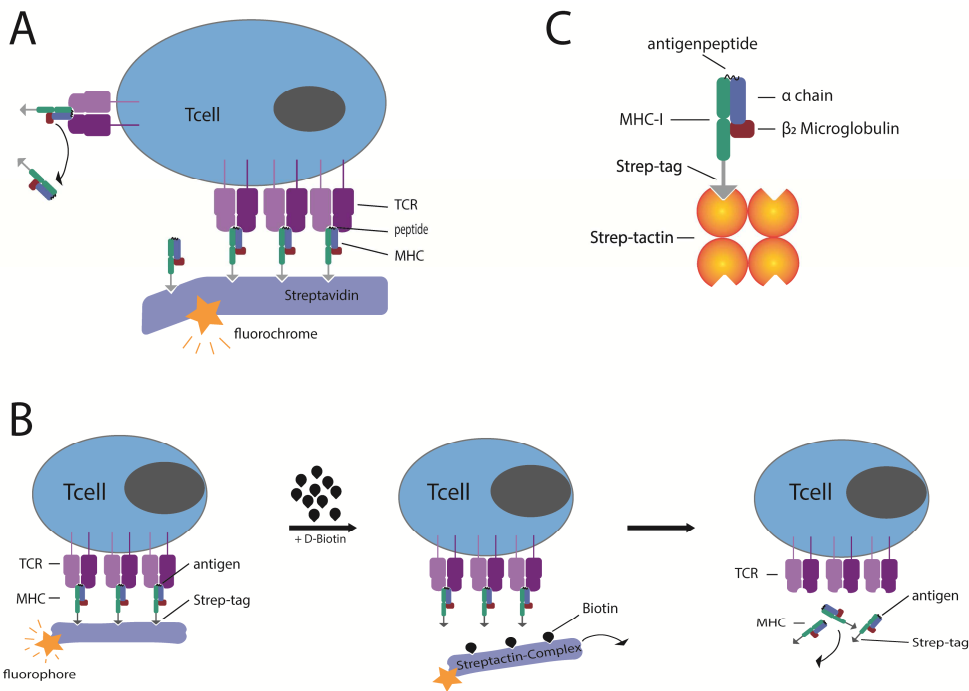 A
Tcell
TCR
peptide
MHC
Streptavidin
fluorochrome
C
antigenpeptide
α chain
MHC-I
β₂ Microglobulin
Strep-tag
Strep-tactin
B
Tcell
TCR
antigen
MHC
Strep-tag
fluorophore
+ D-Biotin
Tcell
Biotin
Streptactin-Complex
Tcell
TCR
antigen
MHC
Strep-tag